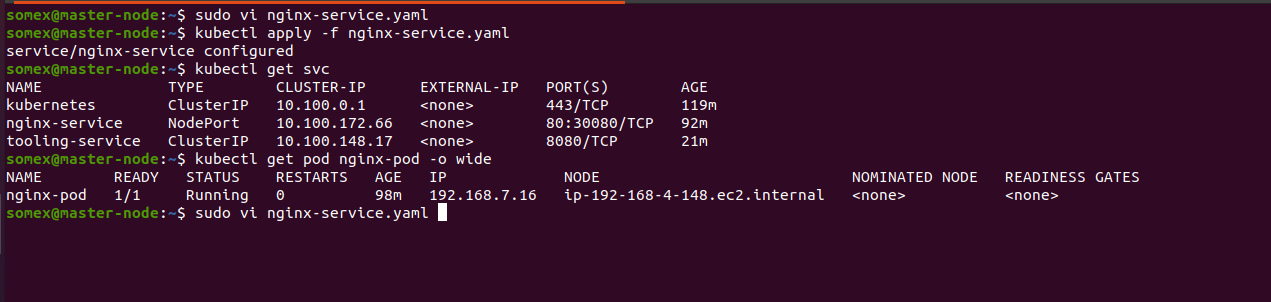 somex@master-node:~$ sudo vi nginx-service.yaml
somex@master-node:~$ kubectl apply -f nginx-service.yaml
service/nginx-service configured
somex@master-node:~$ kubectl get svc
NAME              TYPE        CLUSTER-IP      EXTERNAL-IP   PORT(S)        AGE
kubernetes        ClusterIP   10.100.0.1      <none>        443/TCP        119m
nginx-service     NodePort    10.100.172.66   <none>        80:30080/TCP   92m
tooling-service   ClusterIP   10.100.148.17   <none>        8080/TCP       21m
somex@master-node:~$ kubectl get pod nginx-pod -o wide
NAME        READY   STATUS    RESTARTS   AGE   IP             NODE                            NOMINATED NODE   READINESS GATES
nginx-pod   1/1     Running   0          98m   192.168.7.16   ip-192-168-4-148.ec2.internal   <none>           <none>
somex@master-node:~$ sudo vi nginx-service.yaml